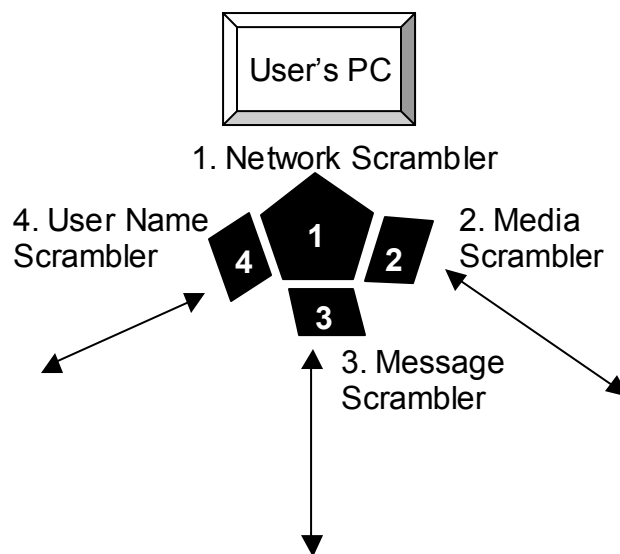 User's PC
1. Network Scrambler
4. User Name
Scrambler
2. Media
Scrambler
1
4
2
3
3. Message
Scrambler